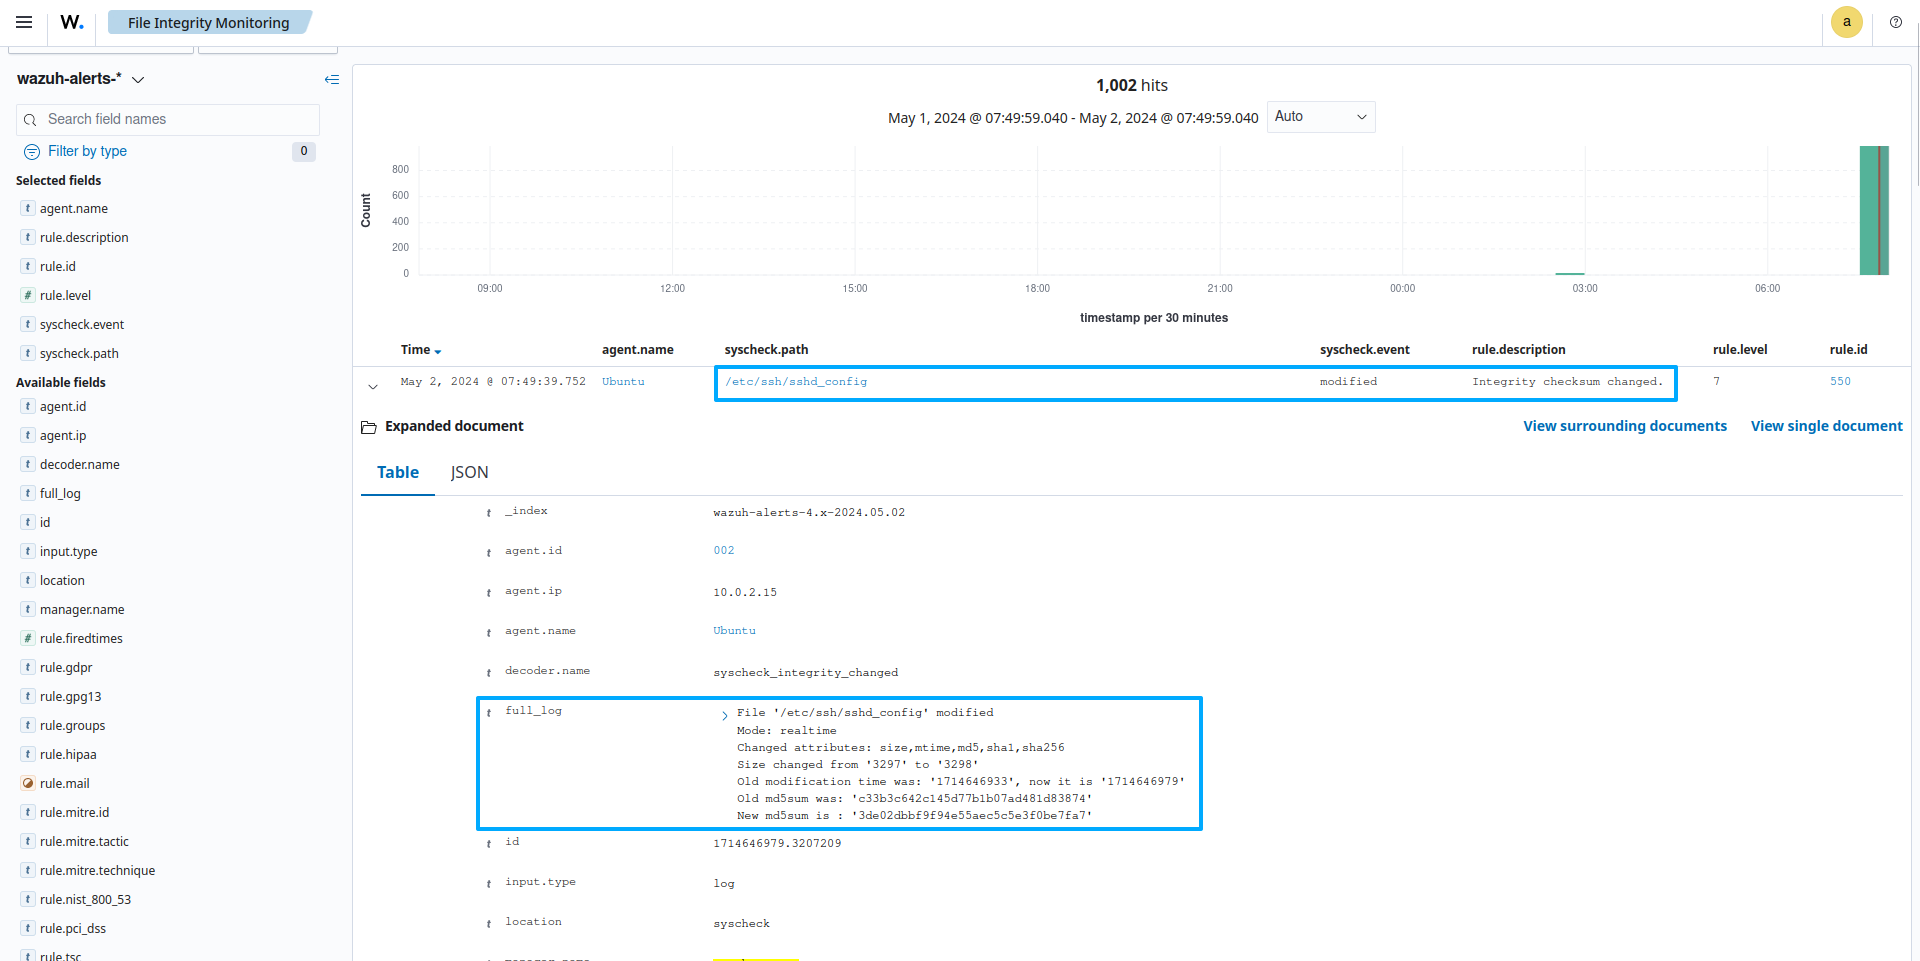 W.
File Integrity Monitoring
a
wazuh-alerts-*
Search field names
Filter by type
0
Selected fields
t agent.name
t rule.description
t rule.id
# rule.level
t syscheck.event
t syscheck.path
Available fields
t agent.id
t agent.ip
t decoder.name
t full_log
t id
t input.type
t location
t manager.name
# rule.firedtimes
t rule.gdpr
t rule.gpg13
t rule.groups
t rule.hipaa
rule.mail
t rule.mitre.id
t rule.mitre.tactic
t rule.mitre.technique
t rule.nist_800_53
t rule.pci_dss
t rule.tsc
1,002 hits
May 1, 2024 @ 07:49:59.040 - May 2, 2024 @ 07:49:59.040
Auto
Count
800
600
400
200
0
09:00 12:00 15:00 18:00 21:00 00:00 03:00 06:00
timestamp per 30 minutes
Time agent.name syscheck.path syscheck.event rule.description rule.level rule.id
May 2, 2024 @ 07:49:39.752 Ubuntu /etc/ssh/sshd_config modified Integrity checksum changed. 7 550
Expanded document
View surrounding documents View single document
Table JSON
t _index wazuh-alerts-4.x-2024.05.02
t agent.id 002
t agent.ip 10.0.2.15
t agent.name Ubuntu
t decoder.name syscheck_integrity_changed
t full_log File '/etc/ssh/sshd_config' modified
Mode: realtime
Changed attributes: size,mtime,md5,sha1,sha256
Size changed from '3297' to '3298'
Old modification time was: '1714646933', now it is '1714646979'
Old md5sum was: 'c33b3c642c145d77b1b07ad481d83874'
New md5sum is : '3de02dbbf9f94e55aec5c5e3f0be7fa7'
t id 1714646979.3207209
t input.type log
t location syscheck